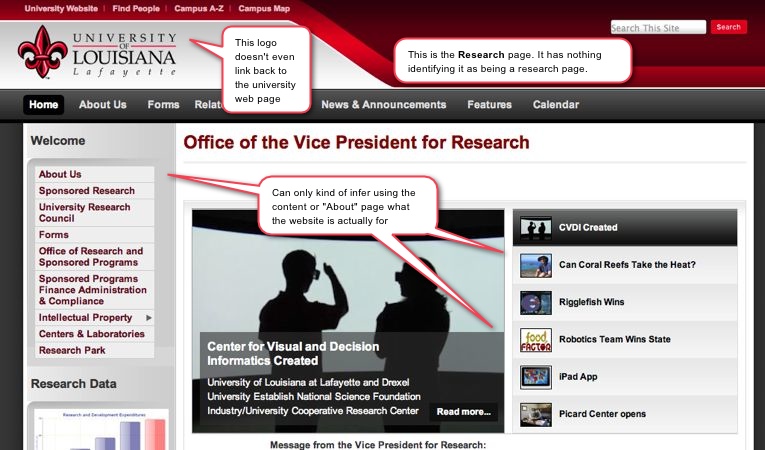 University Website | Find People | Campus A-Z | Campus Map
Search This Site
Search
UNIVERSITY
OF
LOUISIANA
Lafayette
This logo
doesn't even
link back to
the university
web page
This is the Research page. It has nothing
identifying it as being a research page.
Home About Us Forms Relat News & Announcements Features Calendar
Welcome
About Us
Sponsored Research
University Research
Council
Forms
Office of Research and
Sponsored Programs
Sponsored Programs
Finance Administration
& Compliance
Intellectual Property
Centers & Laboratories
Research Park
Research Data
Research and Development Expenditures
Office of the Vice President for Research
Can only kind of infer using the
content or "About" page what
the website is actually for
Center for Visual and Decision
Informatics Created
University of Louisiana at Lafayette and Drexel
University Establish National Science Foundation
Industry/University Cooperative Research Center
Read more...
CVDI Created
Can Coral Reefs Take the Heat?
Rigglefish Wins
food
FACTOR
Robotics Team Wins State
iPad App
Picard Center opens
Message from the Vice President for Research: